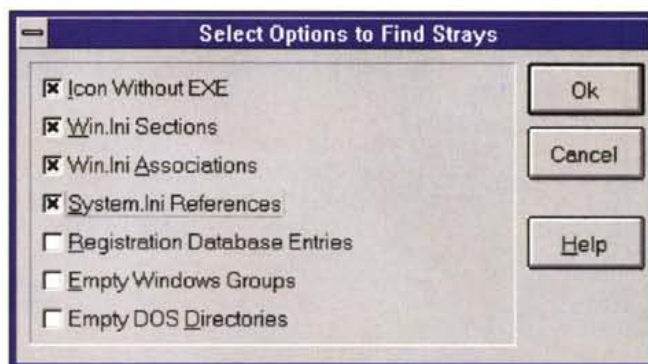 Select Options to Find Strays
Icon Without EXE
Win.Ini Sections
Win.Ini Associations
System.Ini References
Registration Database Entries
Empty Windows Groups
Empty DOS Directories
Ok
Cancel
Help